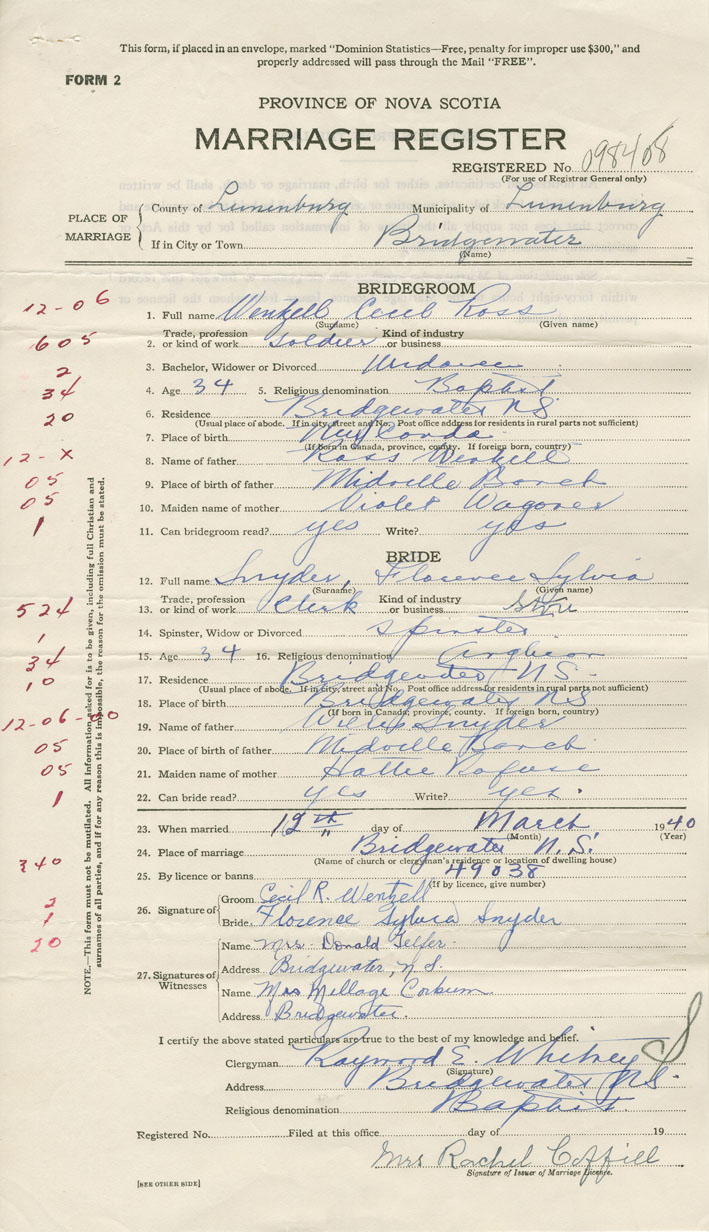 This form, if placed in an envelope, marked "Dominion Statistics—Free, penalty for improper use $300," and
properly addressed will pass through the Mail "FREE".
FORM 2
PROVINCE OF NOVA SCOTIA
MARRIAGE REGISTER
REGISTERED No. 098408
(For use of Registrar General only)
PLACE OF MARRIAGE
County of Lunenburg Municipality of Lunenburg
If in City or Town Bridgewater
(Name)
BRIDEGROOM
12-06
1. Full name Wentzell Cecil Ross
(Surname) (Given name)
605
2. Trade, profession or kind of work Soldier Kind of industry or business
2
3. Bachelor, Widower or Divorced Widower
34
4. Age 34 5. Religious denomination Baptist
20
6. Residence Bridgewater NS
(Usual place of abode. If in city, street and No. Post office address for residents in rural parts not sufficient)
7. Place of birth
(If born in Canada, province, county. If foreign born, country)
12-X
8. Name of father Ross Wentzell
05
9. Place of birth of father Midville Branch
05
10. Maiden name of mother Violet Wagner
1
11. Can bridegroom read? yes Write? yes
BRIDE
12. Full name Snyder, Florence Sylvia
(Surname) (Given name)
524
13. Trade, profession or kind of work Clerk Kind of industry or business Store
1
14. Spinster, Widow or Divorced Spinster
34
15. Age 34 16. Religious denomination Anglican
10
17. Residence Bridgewater NS.
(Usual place of abode. If in city, street and No. Post office address for residents in rural parts not sufficient)
12-06-00
18. Place of birth Bridgewater NS
(If born in Canada, province, county. If foreign born, country)
19. Name of father Snyder
05
20. Place of birth of father Midville Branch
05
21. Maiden name of mother Hattie Rafuse
1
22. Can bride read? yes Write? yes.
23. When married 12th day of March 1940
(Month) (Year)
24. Place of marriage Bridgewater N.S.
(Name of church or clergyman's residence or location of dwelling house)
340
25. By licence or banns 49038
(If by licence, give number)
2
26. Signature of Groom Cecil R. Wentzell
1
Bride Florence Sylvia Snyder
20
27. Signatures of Witnesses
Name Mrs. Donald Telfer.
Address Bridgewater, N.S.
Name Mrs Millage Corkum
Address Bridgewater.
I certify the above stated particulars are true to the best of my knowledge and belief.
Clergyman Raymond E. Whitney
(Signature)
Address Bridgewater N.S.
Religious denomination Baptist.
Registered No. Filed at this office day of 19
Mrs Rachel Coffill
Signature of Issuer of Marriage License.
[SEE OTHER SIDE]
NOTE.—This form must not be mutilated. All information asked for is to be given, including full Christian and
surnames of all parties, and if for any reason this is impossible, the reason for the omission must be stated.